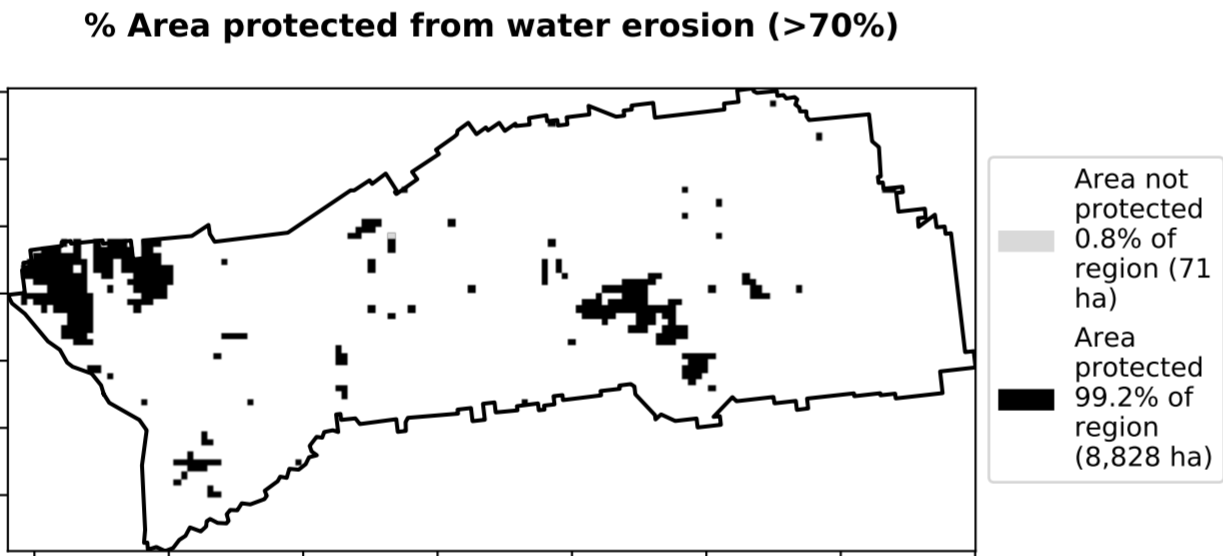 % Area protected from water erosion (>70%)
Area not
protected
0.8% of
region (71
ha)
Area
protected
99.2% of
region
(8,828 ha)